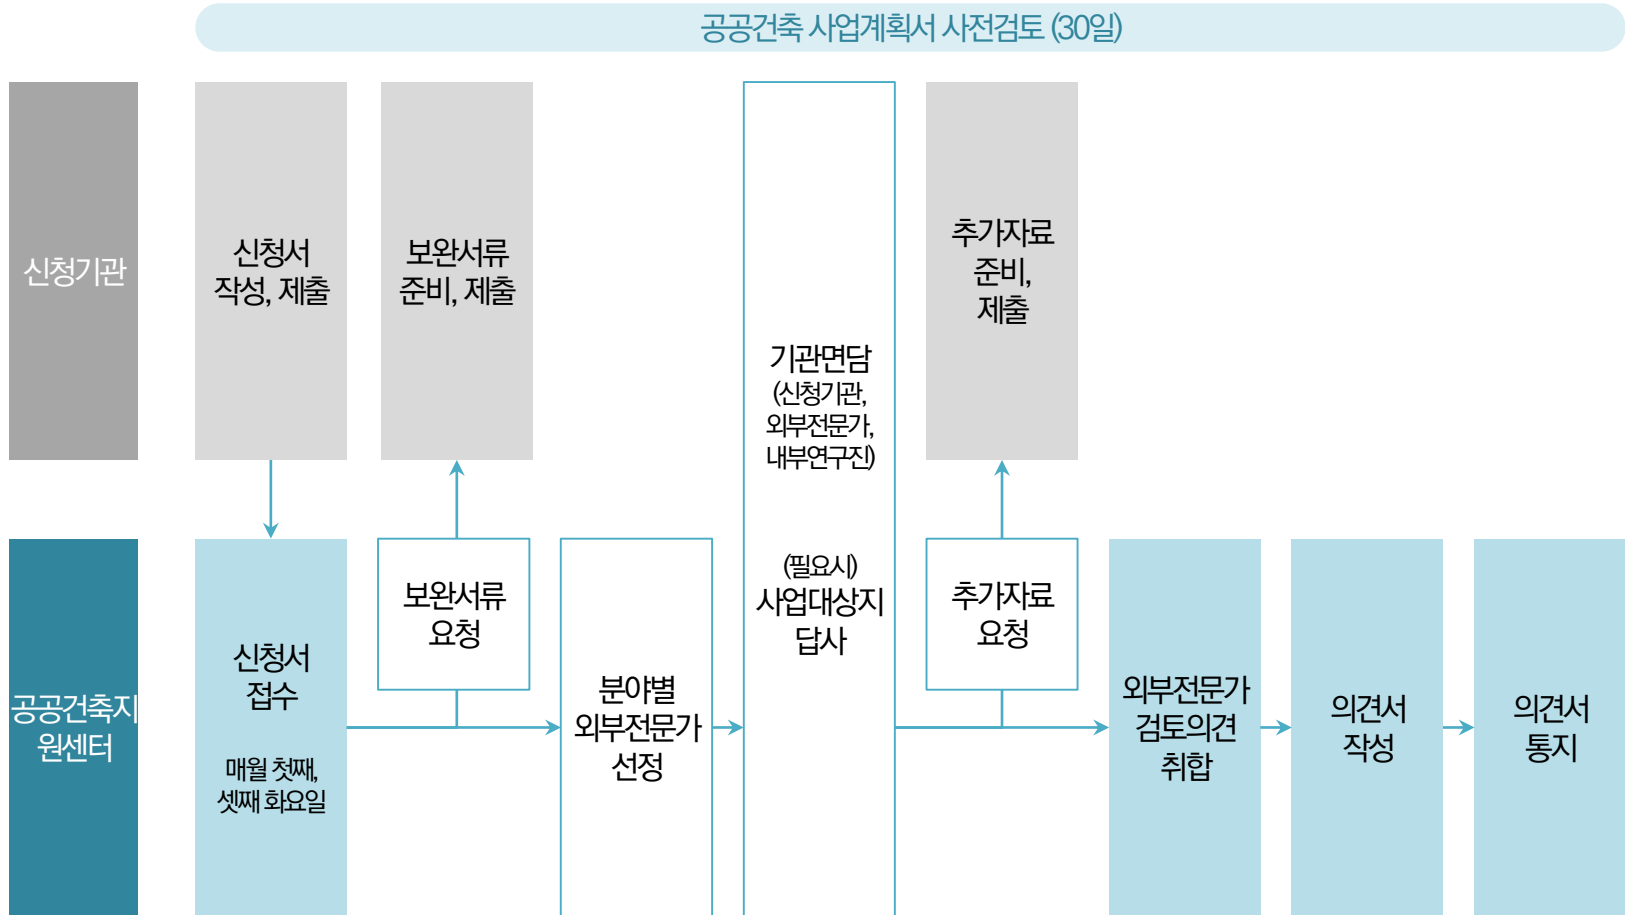 공공건축 사업계획서 사전검토 (30일)
신청기관
신청서
작성, 제출
보완서류
준비, 제출
기관면담
(신청기관,
외부전문가,
내부연구진)
(필요시)
사업대상지
답사
추가자료
준비,
제출
공공건축지
원센터
신청서
접수
매월 첫째,
셋째 화요일
보완서류
요청
분야별
외부전문가
선정
추가자료
요청
외부전문가
검토의견
취합
의견서
작성
의견서
통지